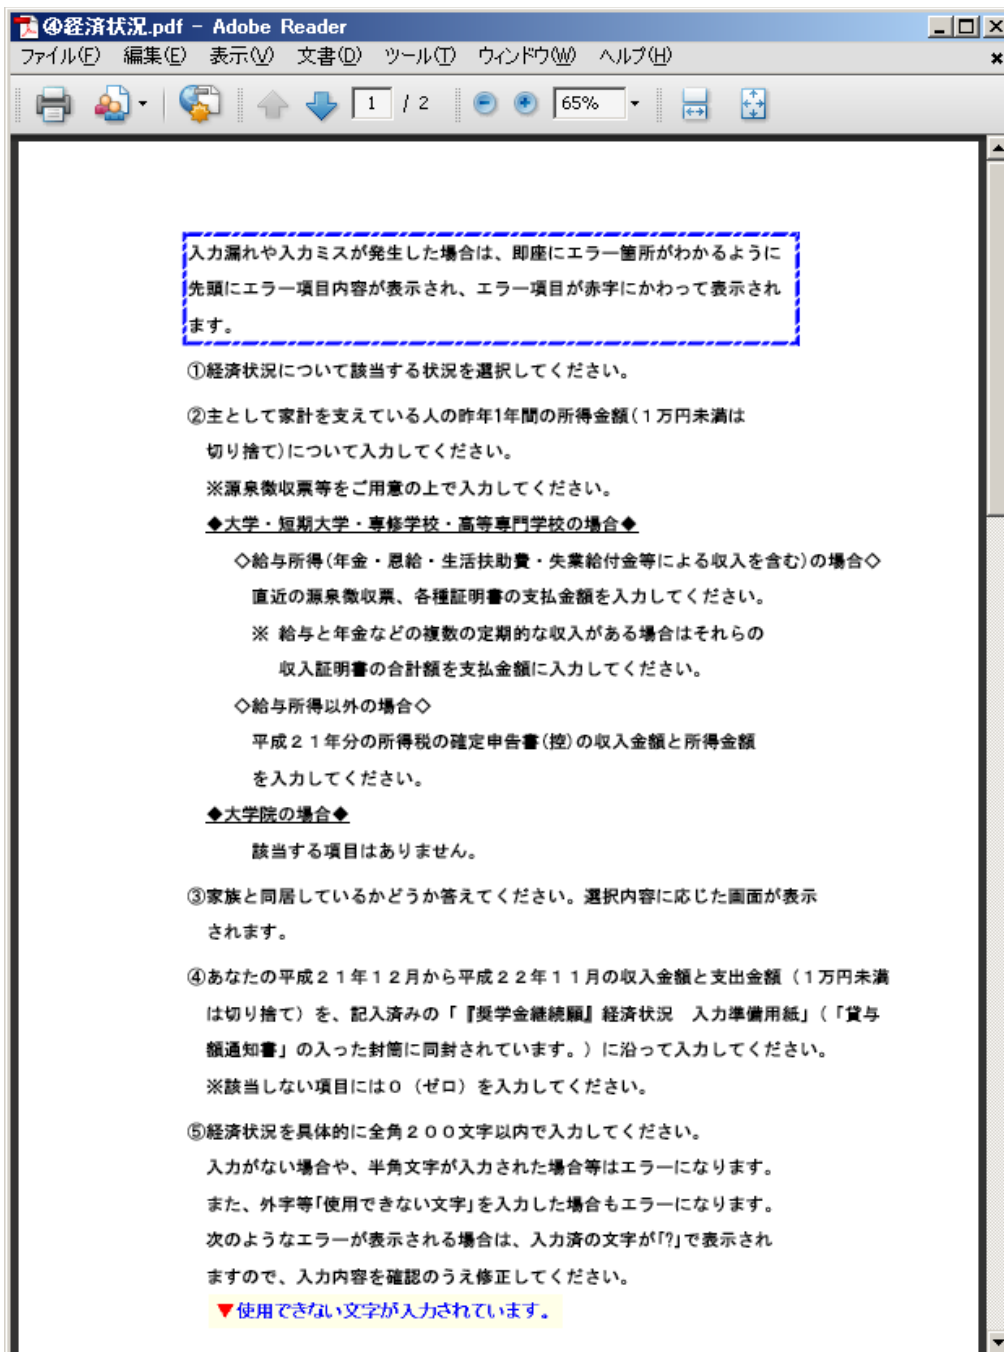 ④経済状況.pdf - Adobe Reader
ファイル(F) 編集(E) 表示(V) 文書(D) ツール(T) ウィンドウ(W) ヘルプ(H)
1 / 2 65%
入力漏れや入力ミスが発生した場合は、即座にエラー箇所がわかるように
先頭にエラー項目内容が表示され、エラー項目が赤字にかわって表示され
ます。
①経済状況について該当する状況を選択してください。
②主として家計を支えている人の昨年1年間の所得金額(１万円未満は
切り捨て)について入力してください。
※源泉徴収票等をご用意の上で入力してください。
◆大学・短期大学・専修学校・高等専門学校の場合◆
◇給与所得(年金・恩給・生活扶助費・失業給付金等による収入を含む)の場合◇
直近の源泉徴収票、各種証明書の支払金額を入力してください。
※ 給与と年金などの複数の定期的な収入がある場合はそれらの
収入証明書の合計額を支払金額に入力してください。
◇給与所得以外の場合◇
平成２１年分の所得税の確定申告書(控)の収入金額と所得金額
を入力してください。
◆大学院の場合◆
該当する項目はありません。
③家族と同居しているかどうか答えてください。選択内容に応じた画面が表示
されます。
④あなたの平成２１年１２月から平成２２年１１月の収入金額と支出金額（１万円未満
は切り捨て）を、記入済みの「『奨学金継続願』経済状況　入力準備用紙」(「貸与
額通知書」の入った封筒に同封されています。）に沿って入力してください。
※該当しない項目には０（ゼロ）を入力してください。
⑤経済状況を具体的に全角２００文字以内で入力してください。
入力がない場合や、半角文字が入力された場合等はエラーになります。
また、外字等｢使用できない文字｣を入力した場合もエラーになります。
次のようなエラーが表示される場合は、入力済の文字が｢?｣で表示され
ますので、入力内容を確認のうえ修正してください。
▼使用できない文字が入力されています。